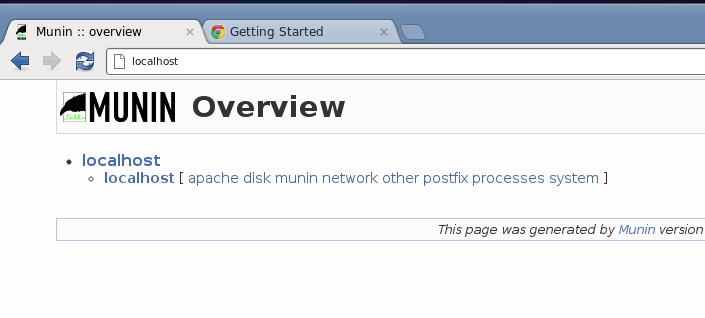 Munin :: overview × Getting Started ×
localhost
MUNIN Overview
localhost
localhost [ apache disk munin network other postfix processes system ]
This page was generated by Munin version